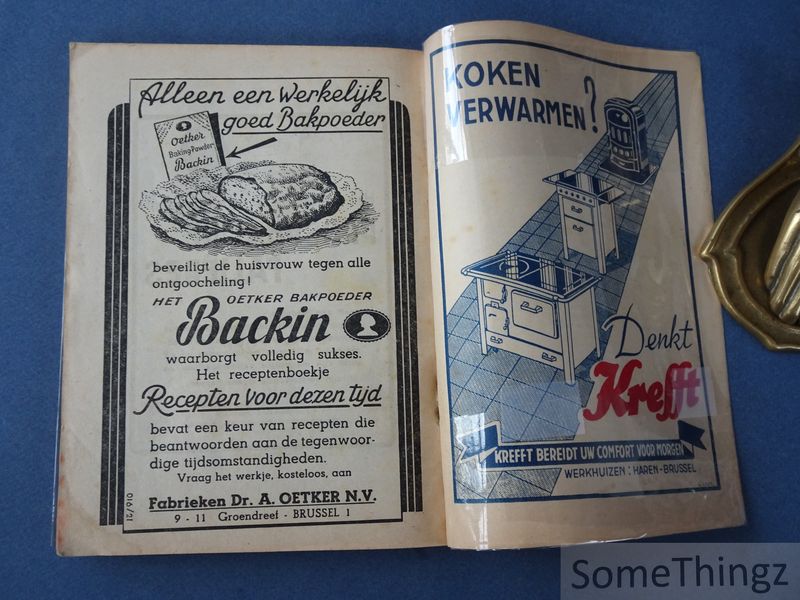 Alleen een werkelijk
goed Bakpoeder
Oetker
Baking-Powder
Backin
beveiligt de huisvrouw tegen alle
ontgoocheling!
HET OETKER BAKPOEDER
Backin
waarborgt volledig sukses.
Het receptenboekje
Recepten voor dezen tijd
bevat een keur van recepten die
beantwoorden aan de tegenwoor-
dige tijdsomstandigheden.
Vraag het werkje, kosteloos, aan
Fabrieken Dr. A. OETKER N.V.
9 - 11 Groendreef - BRUSSEL 1
016/21
KOKEN
VERWARMEN?
Denkt
Krefft
KREFFT BEREIDT UW COMFORT VOOR MORGEN
WERKHUIZEN: HAREN-BRUSSEL
SomeThingz